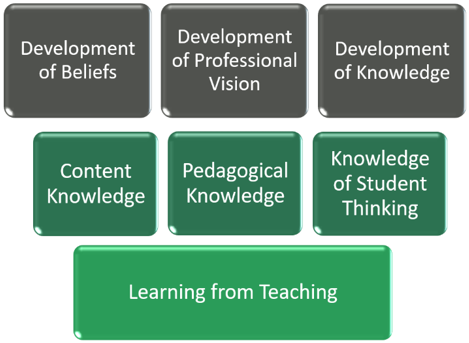 Development
of Beliefs
Development
of Professional
Vision
Development
of Knowledge
Content
Knowledge
Pedagogical
Knowledge
Knowledge
of Student
Thinking
Learning from Teaching